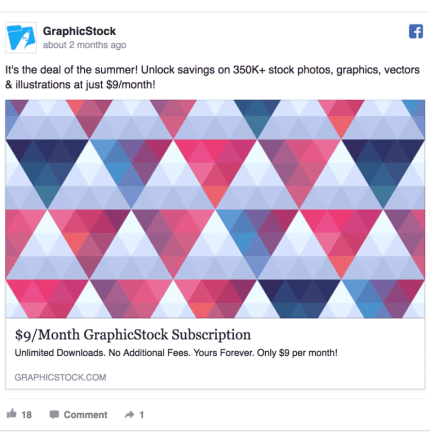 GraphicStock
about 2 months ago
It's the deal of the summer! Unlock savings on 350K+ stock photos, graphics, vectors
& illustrations at just $9/month!
$9/Month GraphicStock Subscription
Unlimited Downloads. No Additional Fees. Yours Forever. Only $9 per month!
GRAPHICSTOCK.COM
18 Comment 1